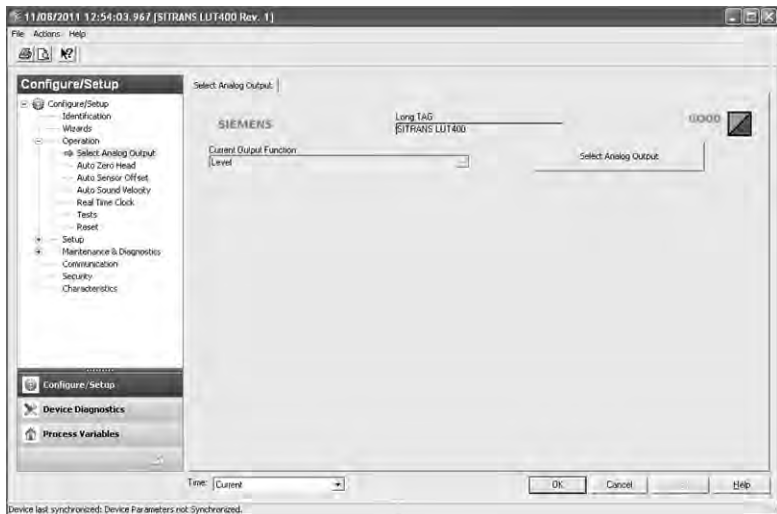 11/08/2011 12:54:03.967 [SITRANS LUT400 Rev. 1]
File Actions Help
Configure/Setup
Configure/Setup
Identification
Wizards
Operation
Select Analog Output
Auto Zero Head
Auto Sensor Offset
Auto Sound Velocity
Real Time Clock
Tests
Reset
Setup
Maintenance & Diagnostics
Communication
Security
Characteristics
Configure/Setup
Device Diagnostics
Process Variables
Select Analog Output
SIEMENS
Long TAG
SITRANS LUT400
GOOD
Current Output Function
Level
Select Analog Output
Time: Current
OK
Cancel
Help
Device last synchronized: Device Parameters not Synchronized.